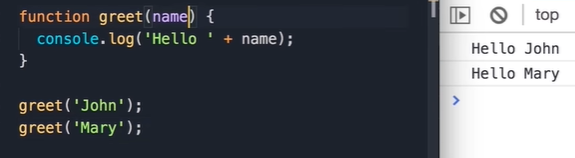 function greet(name) {
  console.log('Hello ' + name);
}
greet('John');
greet('Mary');
top
Hello John
Hello Mary
>